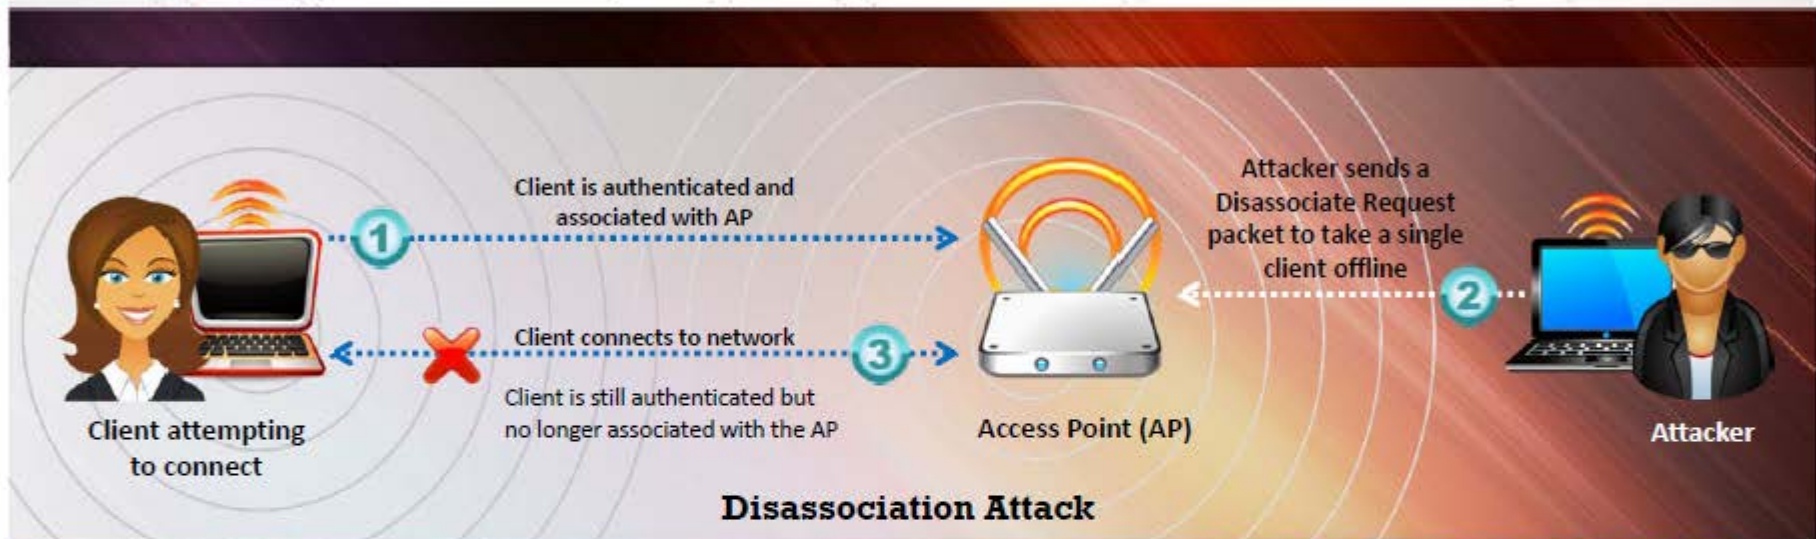 Client is authenticated and
associated with AP
1
Attacker sends a
Disassociate Request
packet to take a single
client offline
2
Client connects to network
3
Client is still authenticated but
no longer associated with the AP
Client attempting
to connect
Access Point (AP)
Attacker
Disassociation Attack